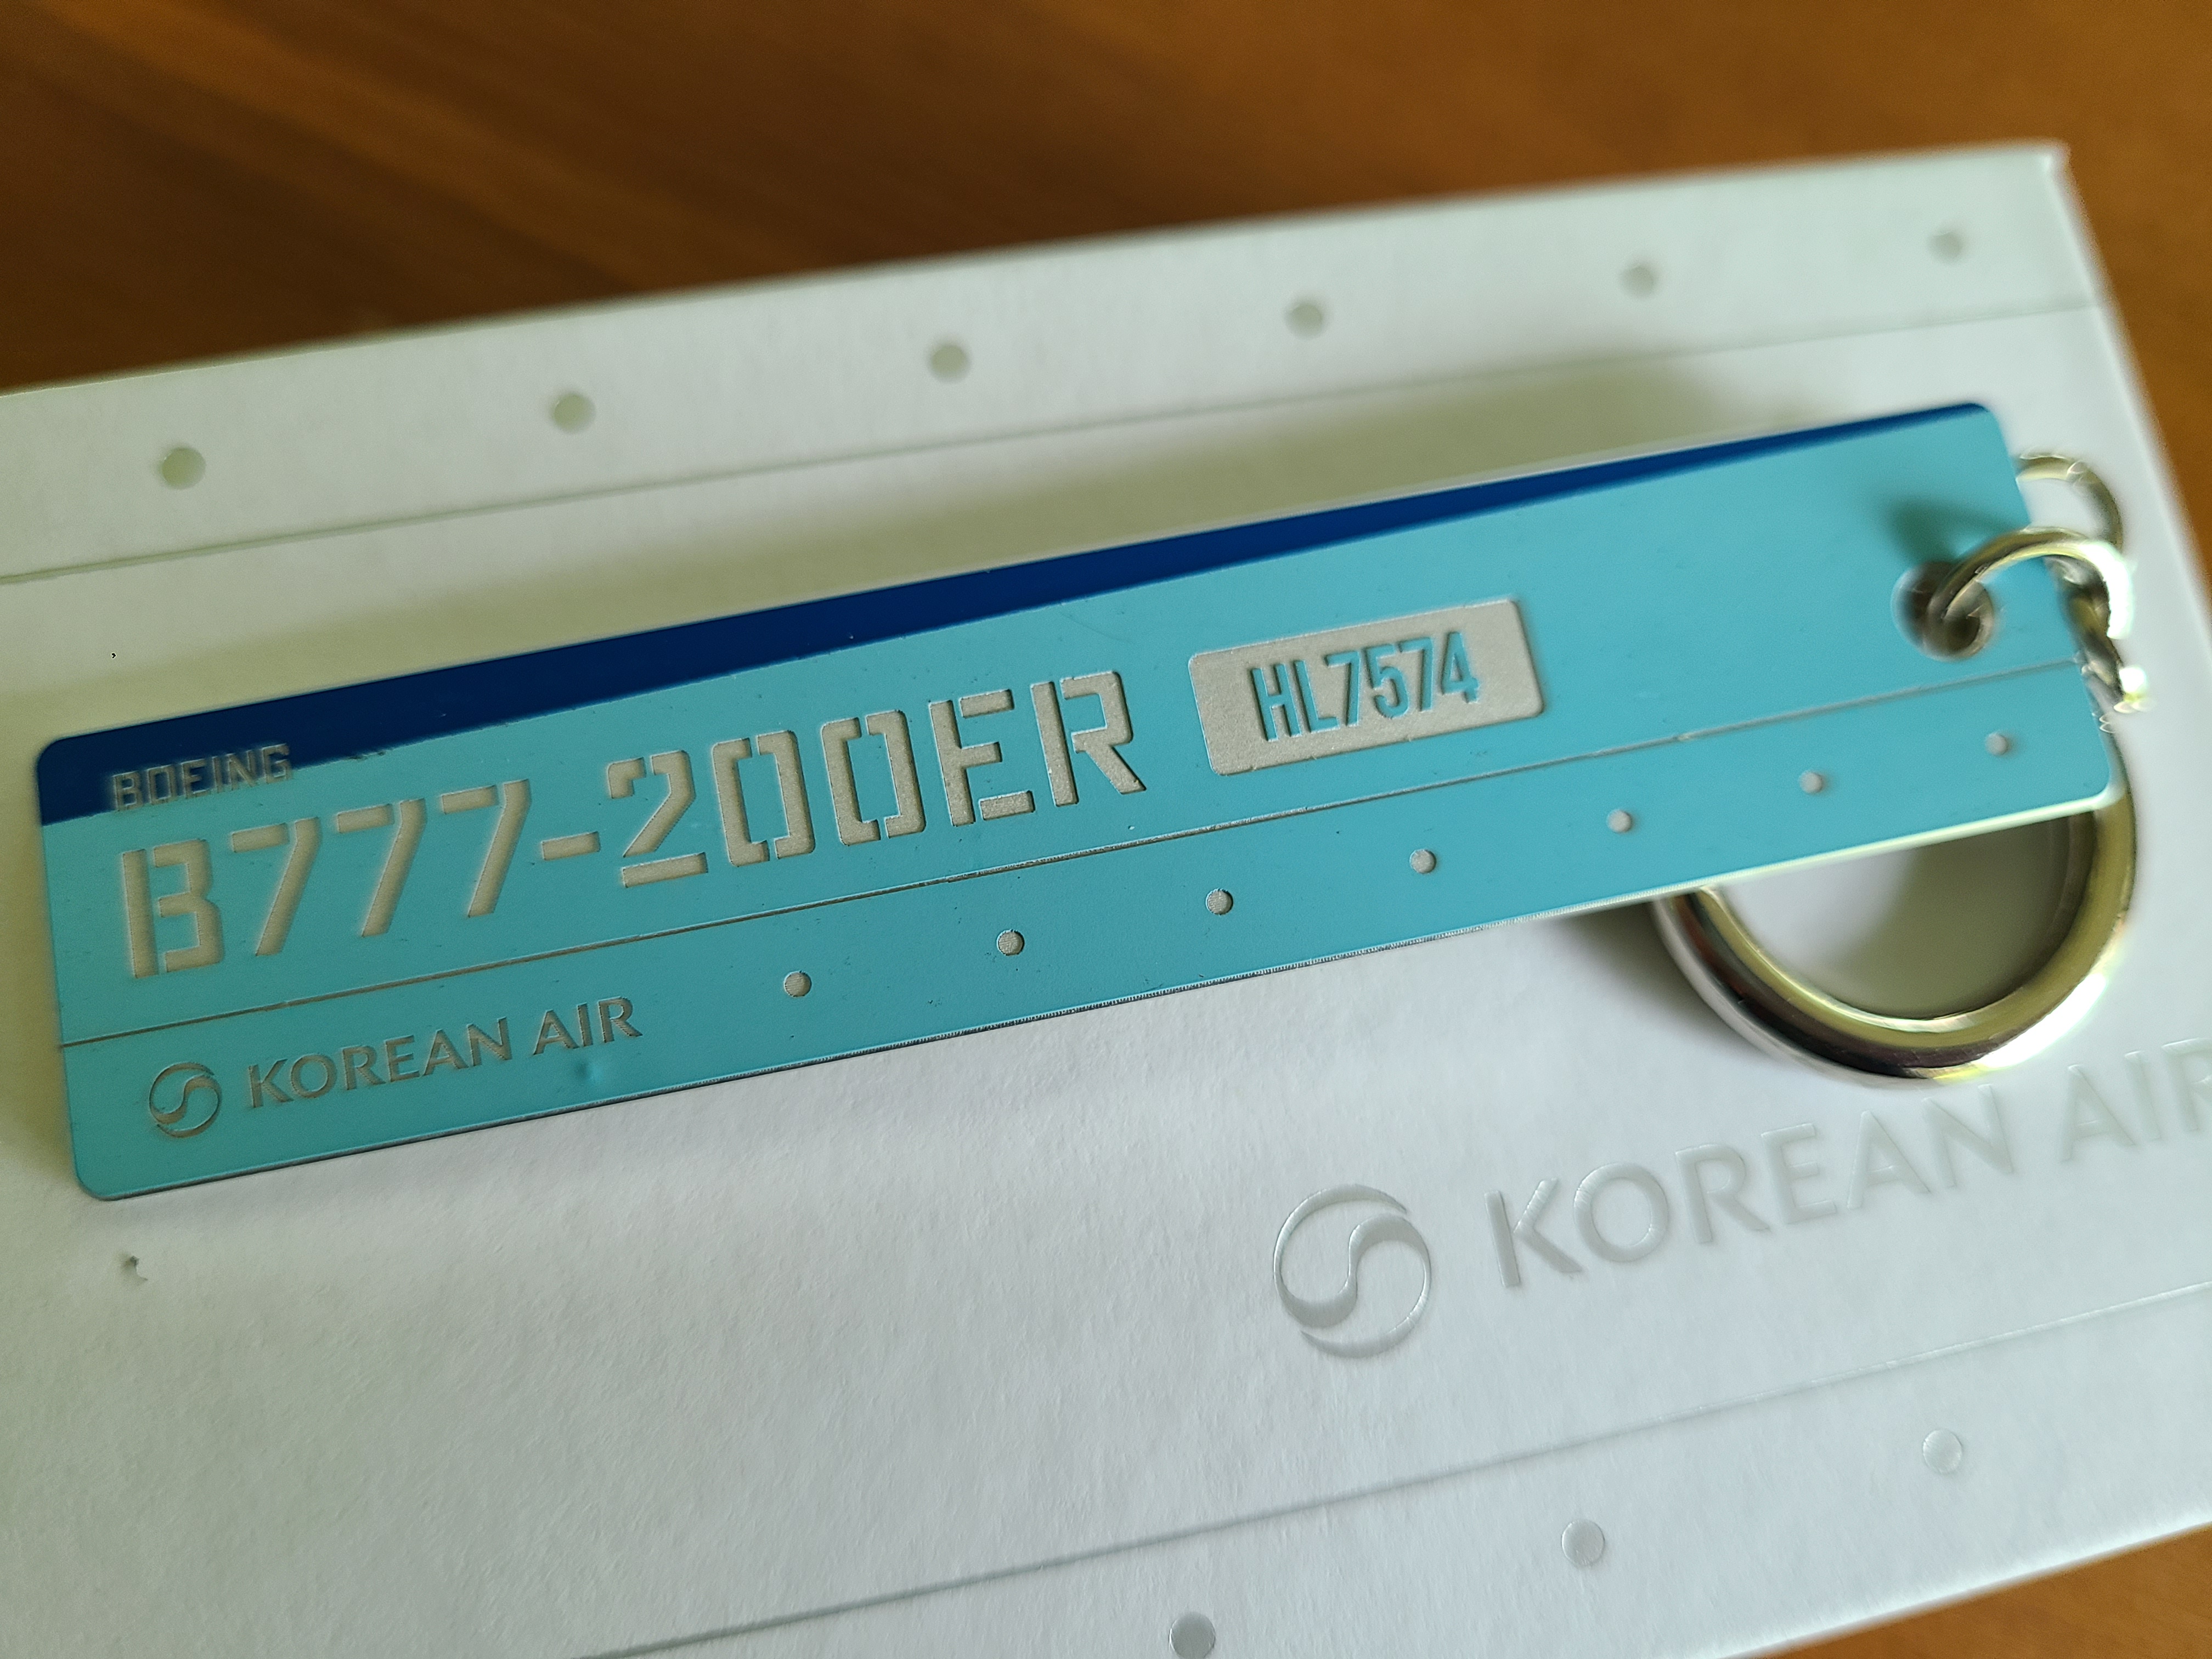 BOEING
B777-200ER
HL7574
KOREAN AIR
KOREAN AIR